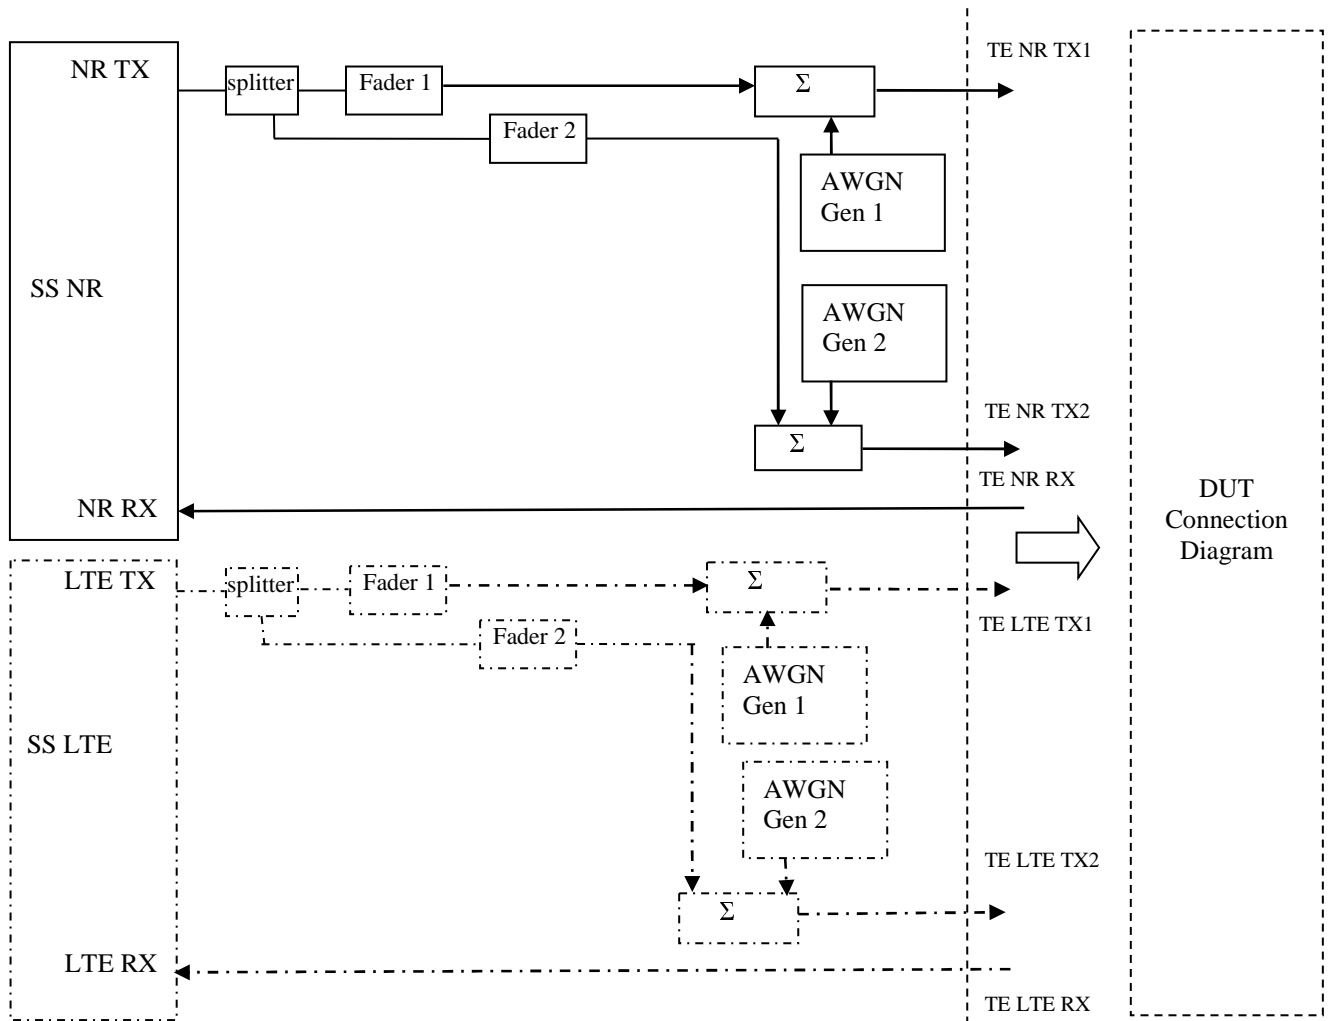 TE NR TX1
NR TX
splitter
Fader 1
Σ
Fader 2
AWGN
Gen 1
SS NR
AWGN
Gen 2
TE NR TX2
Σ
TE NR RX
NR RX
DUT
Connection
Diagram
LTE TX
splitter
Fader 1
Σ
TE LTE TX1
Fader 2
AWGN
Gen 1
SS LTE
AWGN
Gen 2
TE LTE TX2
Σ
LTE RX
TE LTE RX